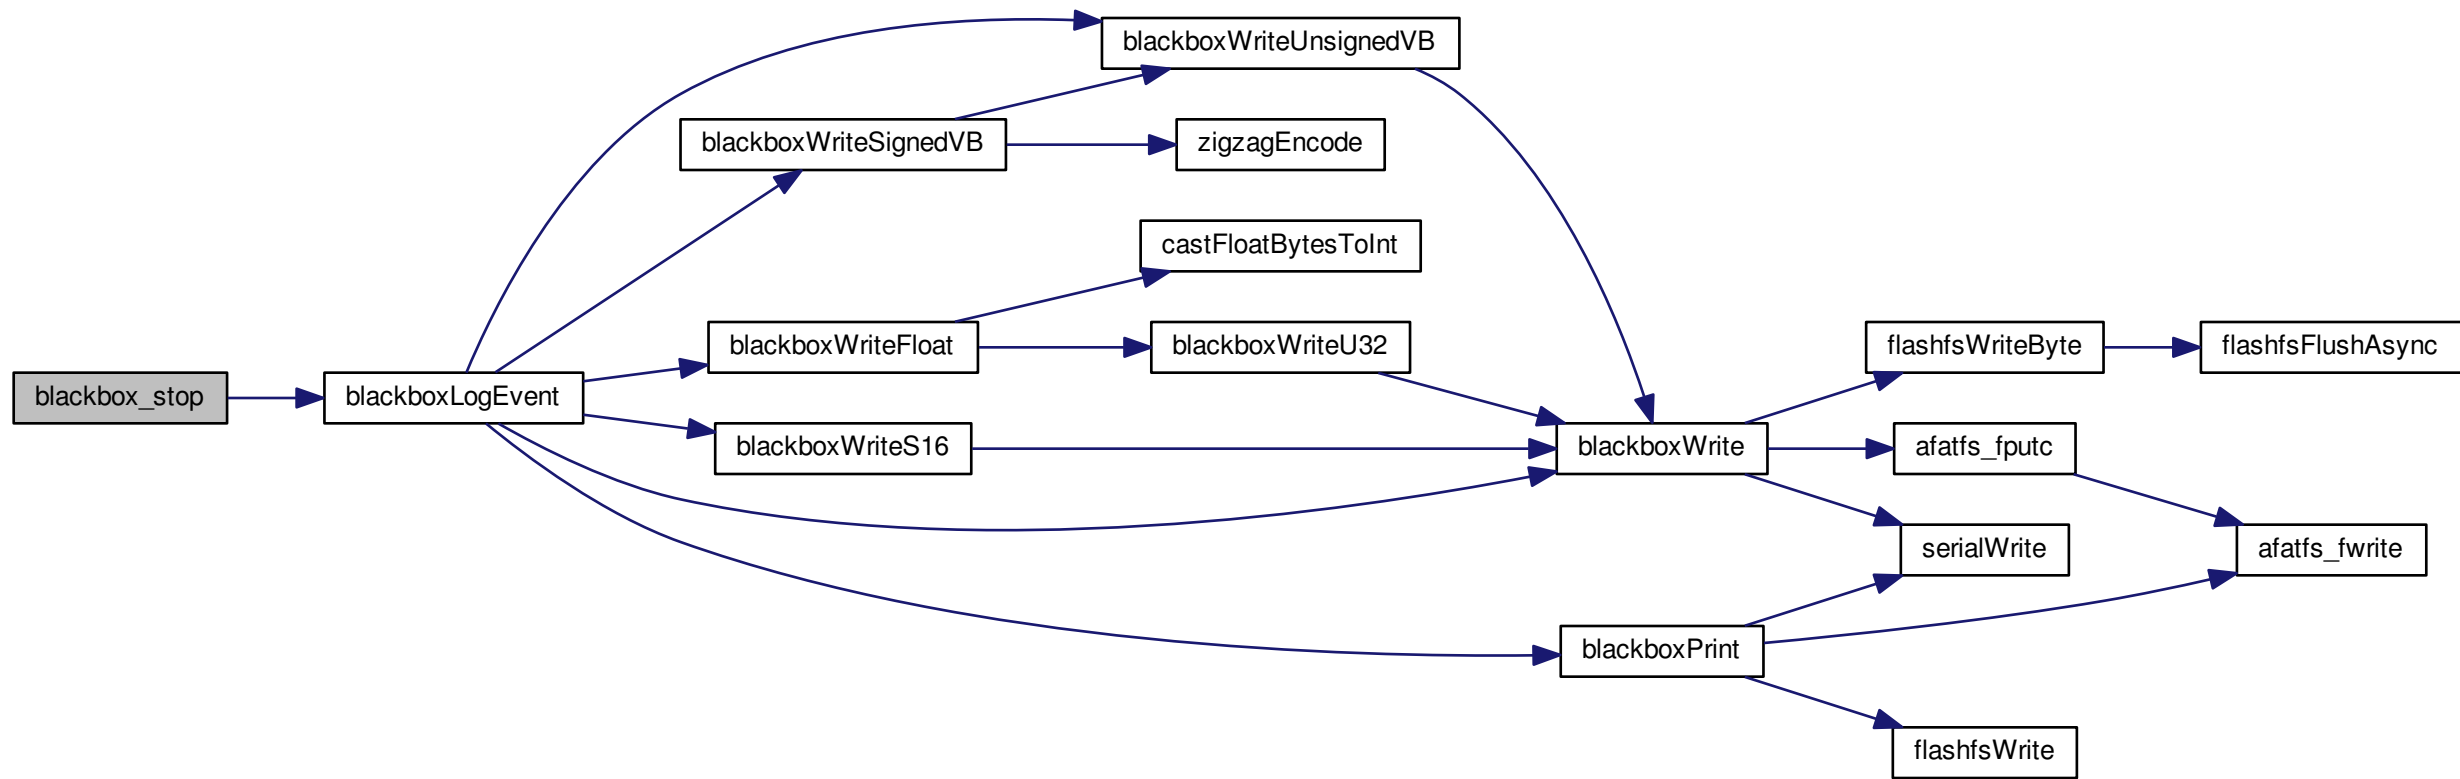 blackboxWriteUnsignedVB
blackboxWriteSignedVB
zigzagEncode
castFloatBytesToInt
blackboxWriteFloat
blackboxWriteU32
flashfsWriteByte
flashfsFlushAsync
blackbox_stop
blackboxLogEvent
blackboxWriteS16
blackboxWrite
afatfs_fputc
serialWrite
afatfs_fwrite
blackboxPrint
flashfsWrite